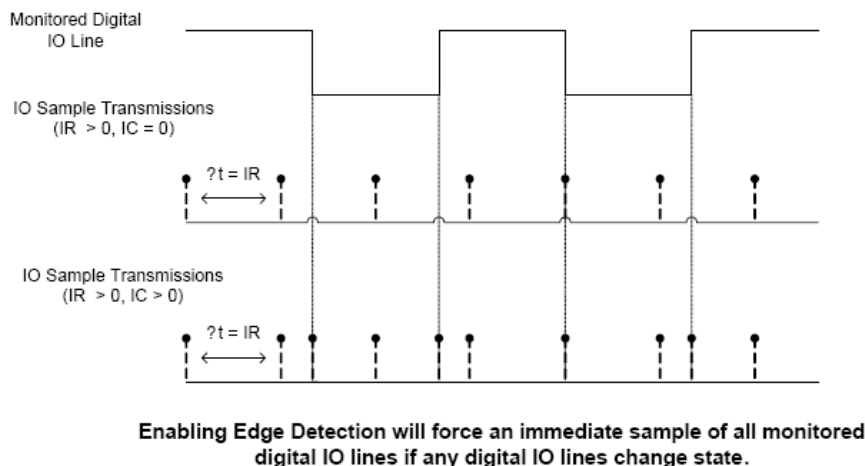 Monitored Digital
IO Line
IO Sample Transmissions
(IR > 0, IC = 0)
?t = IR
IO Sample Transmissions
(IR > 0, IC > 0)
?t = IR
Enabling Edge Detection will force an immediate sample of all monitored
digital IO lines if any digital IO lines change state.